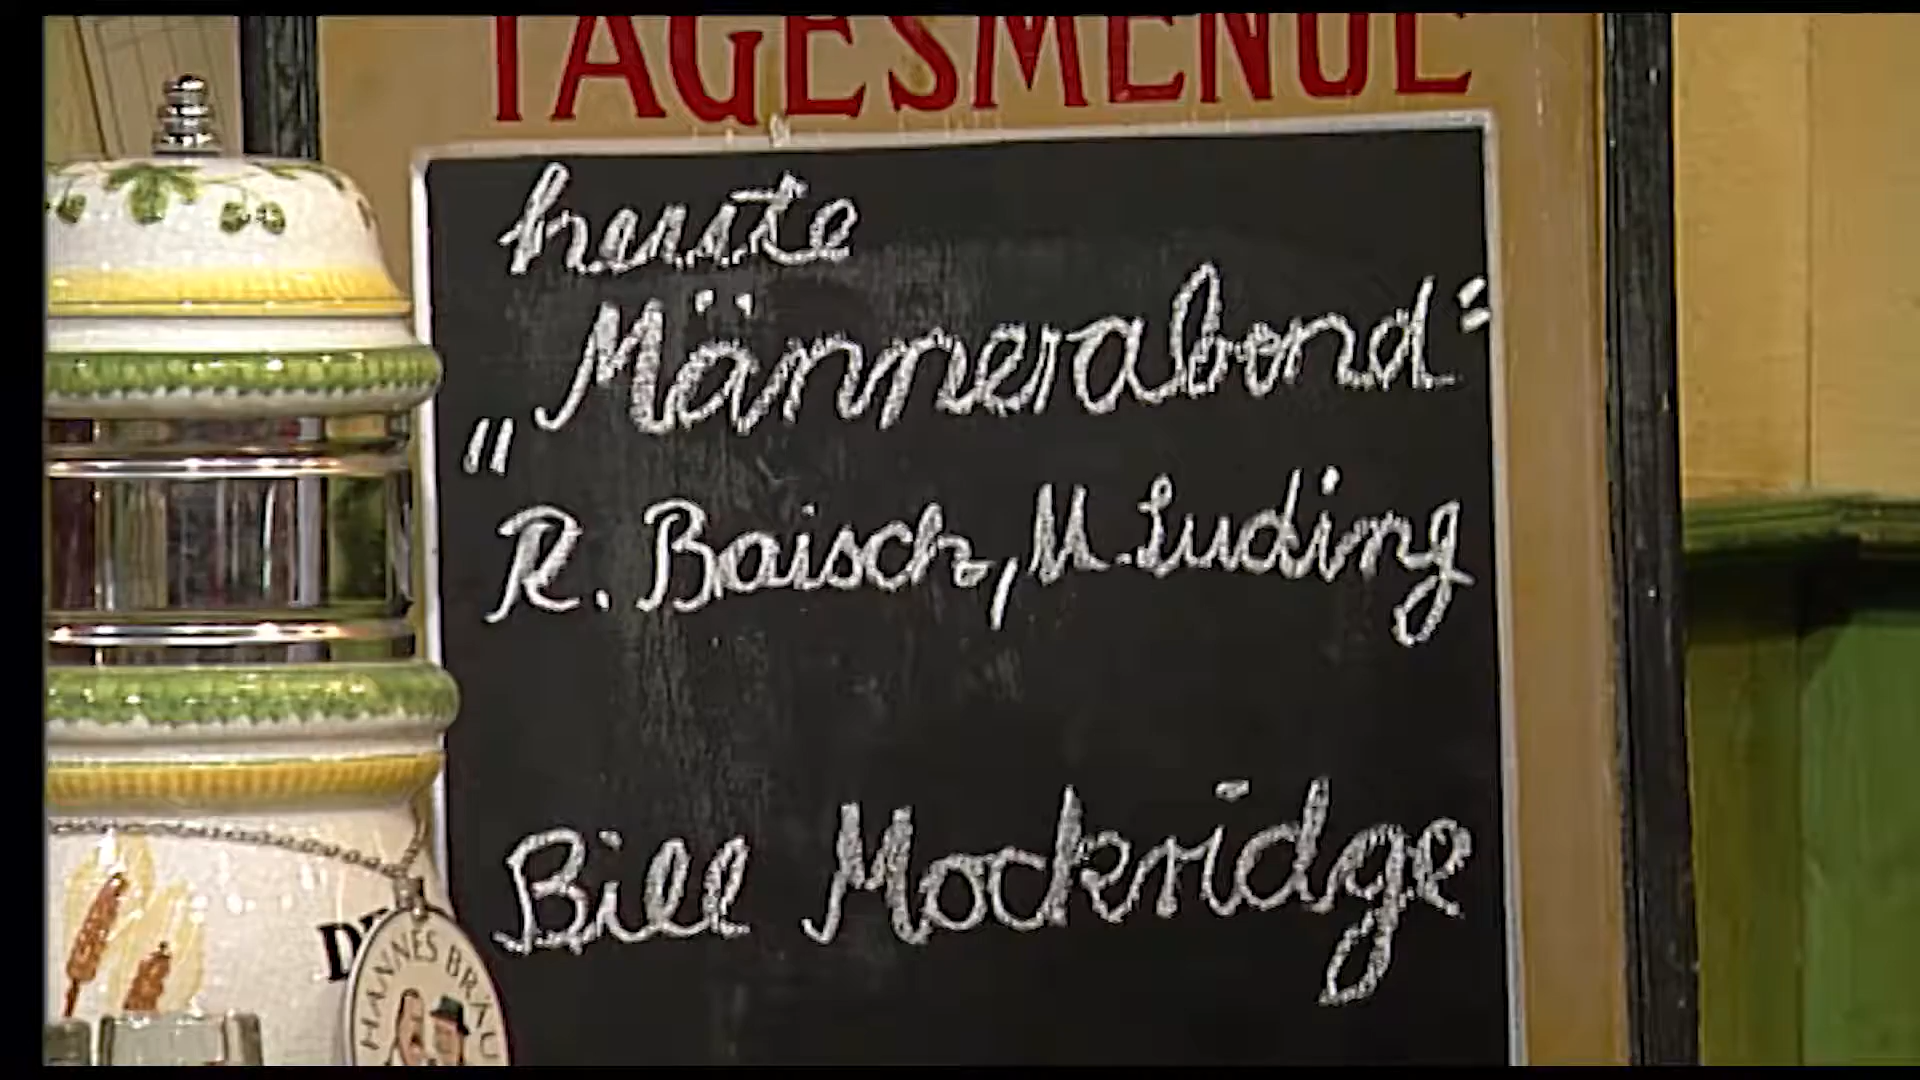 TAGESMENUE
heute
„Männerabend“
R. Baisch, M. Luding
Bill Mockridge
HANNES BRÄU